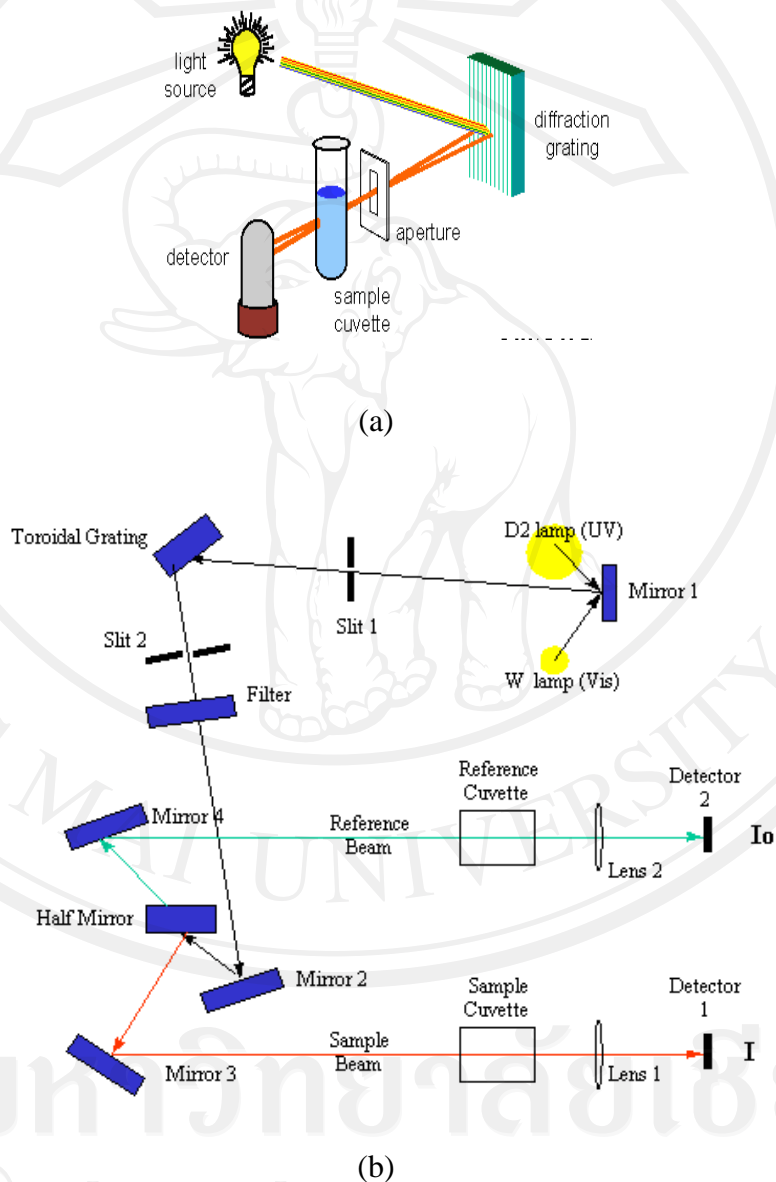 light
source
diffraction
grating
aperture
detector
sample
cuvette
(a)
Toroidal Grating
D2 lamp (UV)
Mirror 1
Slit 1
Slit 2
W lamp (Vis)
Filter
Mirror 4
Reference
Beam
Reference
Cuvette
Lens 2
Detector
2
Io
Half Mirror
Mirror 2
Mirror 3
Sample
Beam
Sample
Cuvette
Lens 1
Detector
1
I
(b)
MAI UNIVERSITY